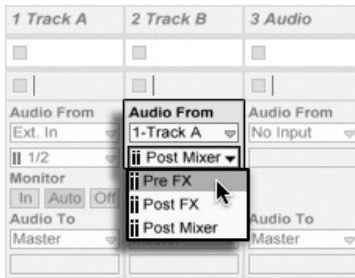 1 Track A 2 Track B 3 Audio
Audio From Audio From Audio From
Ext. In 1-Track A No Input
1/2 Post Mixer
Monitor Pre FX
In Auto Off Post FX
Audio To Post Mixer Audio To
Master Master Master